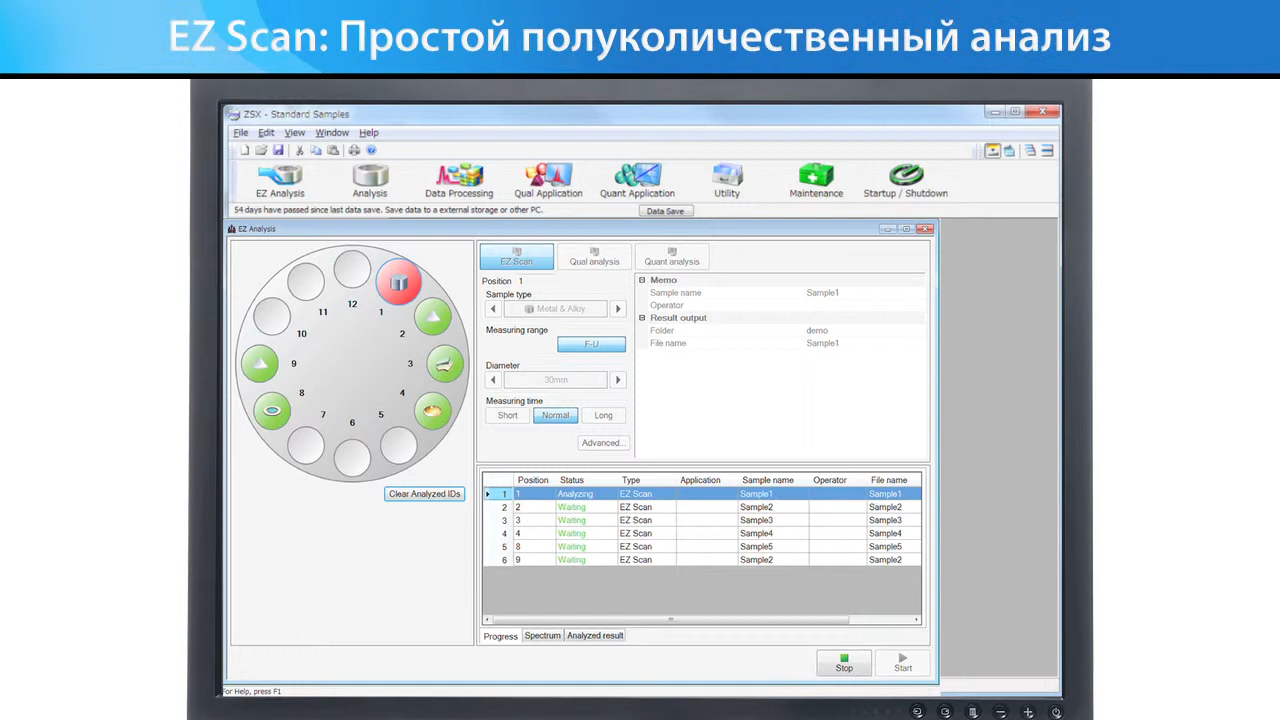 EZ Scan: Простой полуколичественный анализ
ZSX - Standard Samples
File Edit View Window Help
EZ Analysis Analysis Data Processing Qual Application Quant Application Utility Maintenance Startup / Shutdown
54 days have passed since last data save. Save data to a external storage or other PC. Data Save
EZ Analysis
12
1
2
3
4
5
6
7
8
9
10
11
Clear Analyzed IDs
EZ Scan Qual analysis Quant analysis
Position 1
Sample type
Metal & Alloy
Measuring range
F-U
Diameter
30mm
Measuring time
Short Normal Long
Advanced...
Memo
Sample name Sample1
Operator
Result output
Folder demo
File name Sample1
Position Status Type Application Sample name Operator File name
1 1 Analyzing EZ Scan Sample1 Sample1
2 2 Waiting EZ Scan Sample2 Sample2
3 3 Waiting EZ Scan Sample3 Sample3
4 4 Waiting EZ Scan Sample4 Sample4
5 8 Waiting EZ Scan Sample5 Sample5
6 9 Waiting EZ Scan Sample2 Sample2
Progress Spectrum Analyzed result
Stop Start
For Help, press F1